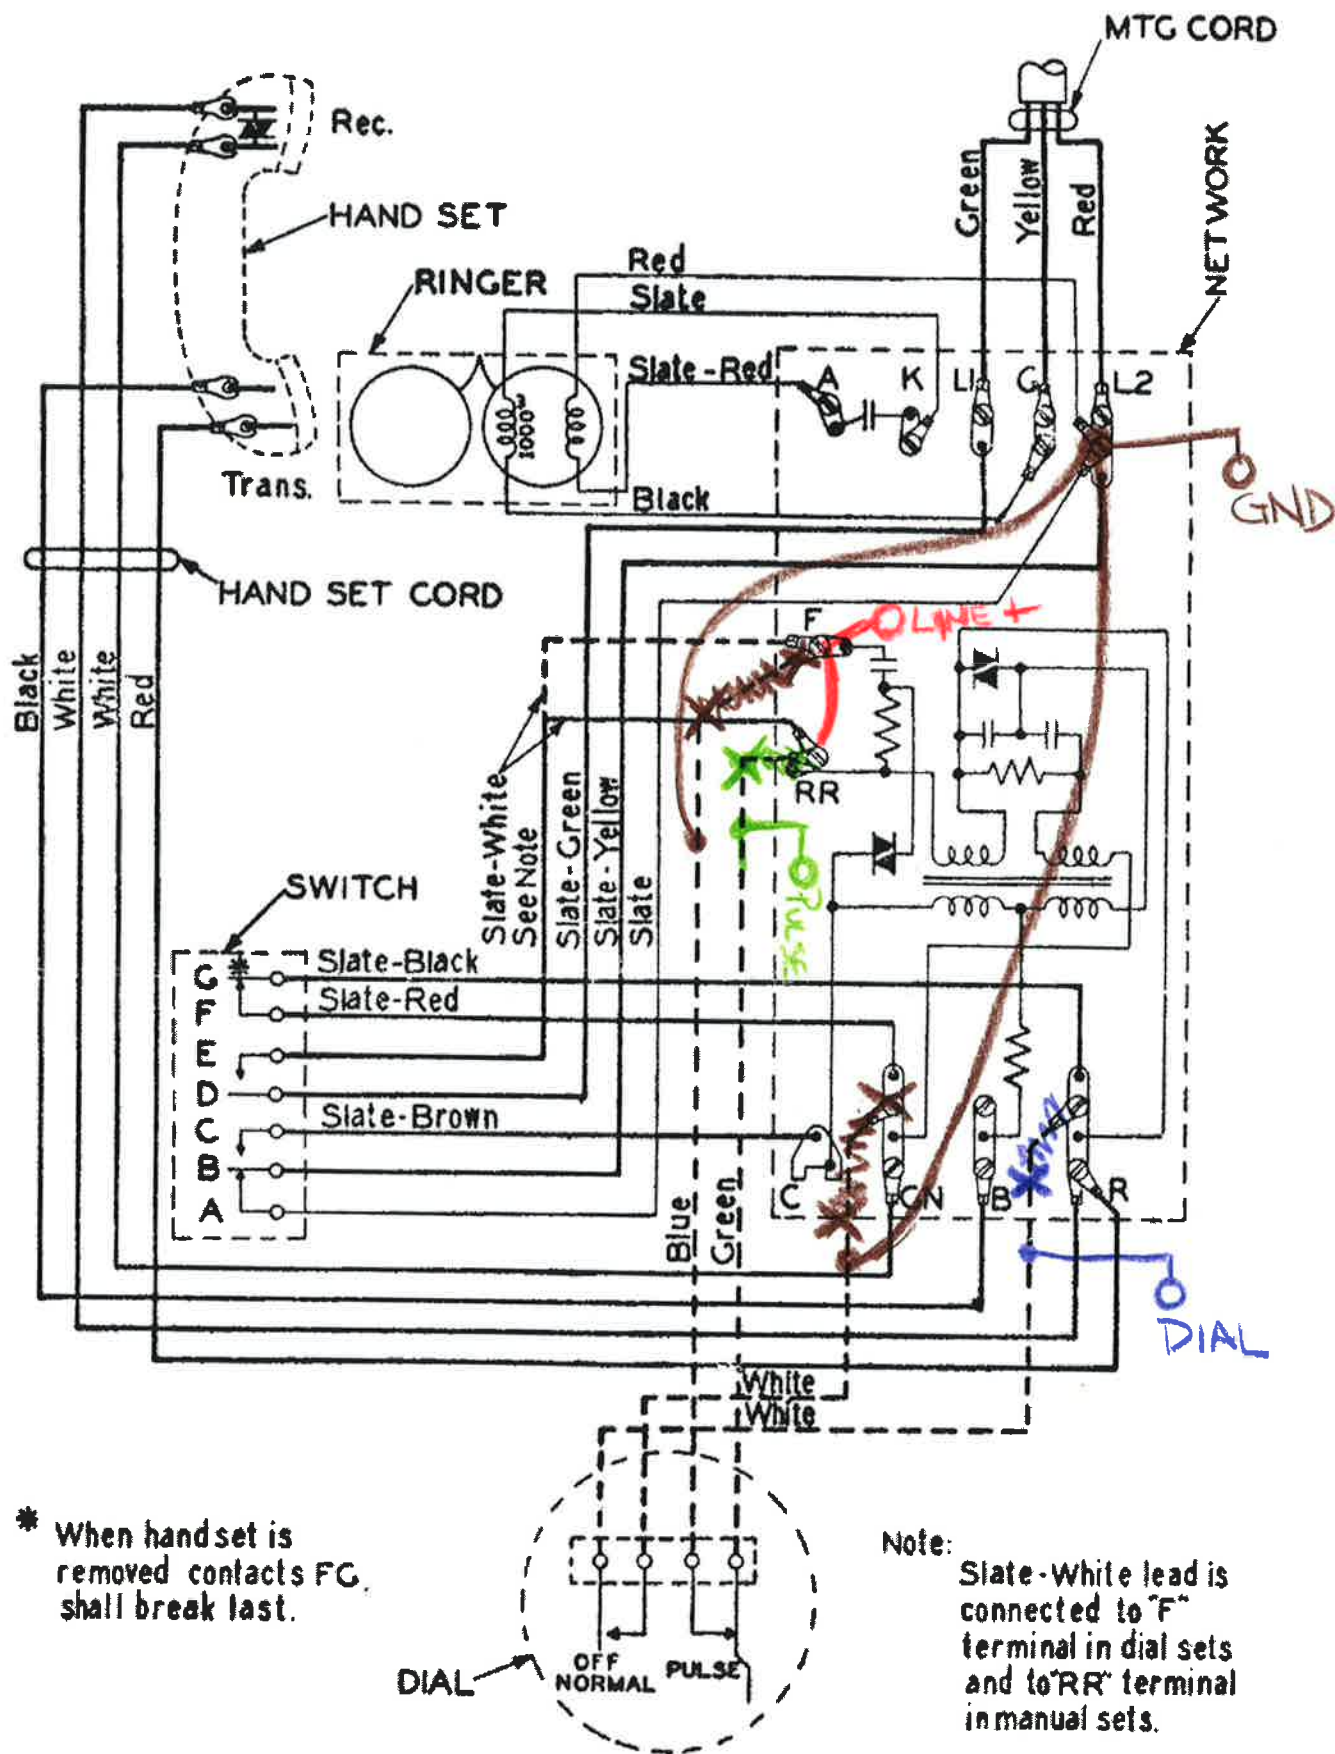 MTG CORD
Rec.
HAND SET
RINGER
NETWORK
Green
Yellow
Red
Red
Slate
Slate-Red
A
K
L1
G
L2
1000ω
Trans.
Black
GND
HAND SET CORD
F
LINE +
Black
White
White
Red
RR
Slate-White
See Note
Slate-Green
Slate-Yellow
Slate
PULSE
SWITCH
*
G
Slate-Black
F
Slate-Red
E
D
C
Slate-Brown
B
A
C
CN
B
R
Blue
Green
DIAL
White
White
* When handset is
removed contacts FG.
shall break last.
Note:
Slate-White lead is
connected to "F"
terminal in dial sets
and to "RR" terminal
in manual sets.
OFF
NORMAL
PULSE
DIAL